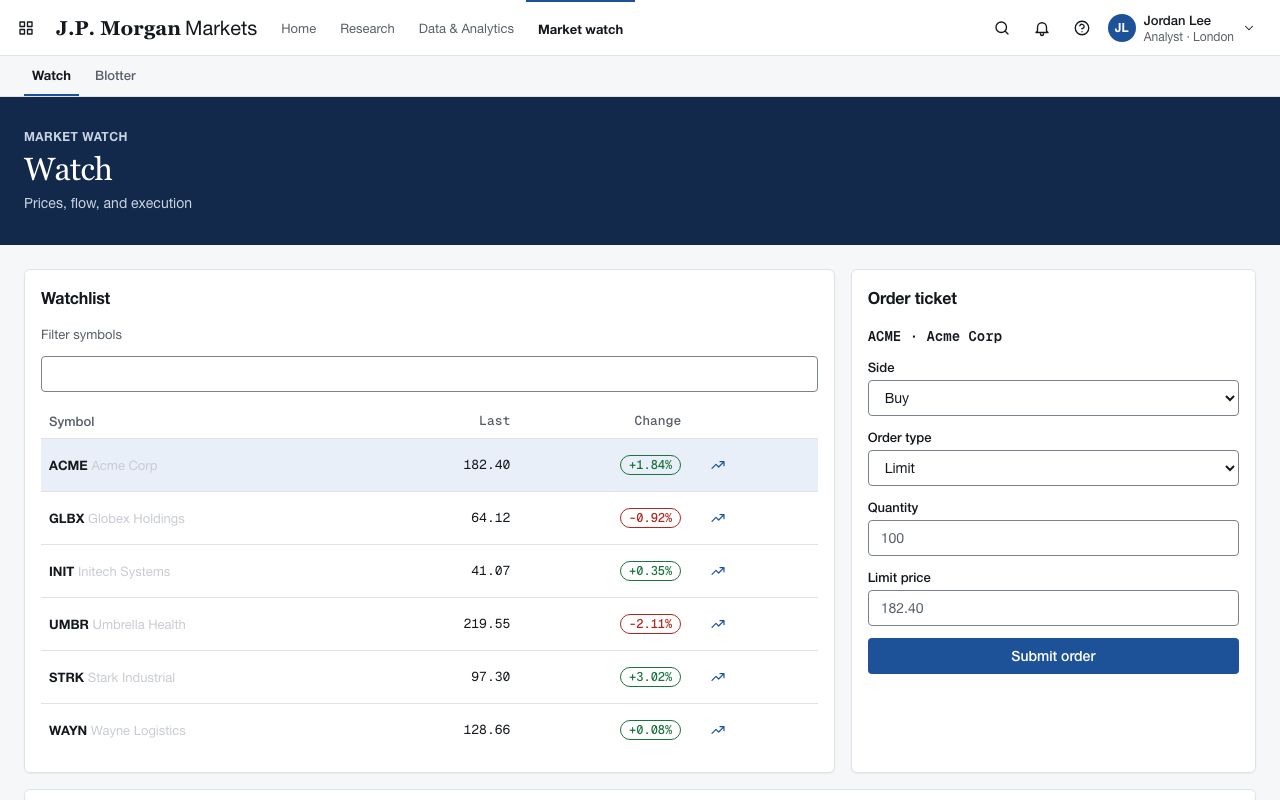 J.P. Morgan Markets Home Research Data & Analytics Market watch JL Jordan Lee
Analyst · London
Watch Blotter
MARKET WATCH
Watch
Prices, flow, and execution
Watchlist
Filter symbols
Symbol Last Change
ACME Acme Corp 182.40 +1.84%
GLBX Globex Holdings 64.12 -0.92%
INIT Initech Systems 41.07 +0.35%
UMBR Umbrella Health 219.55 -2.11%
STRK Stark Industrial 97.30 +3.02%
WAYN Wayne Logistics 128.66 +0.08%
Order ticket
ACME · Acme Corp
Side
Buy
Order type
Limit
Quantity
100
Limit price
182.40
Submit order